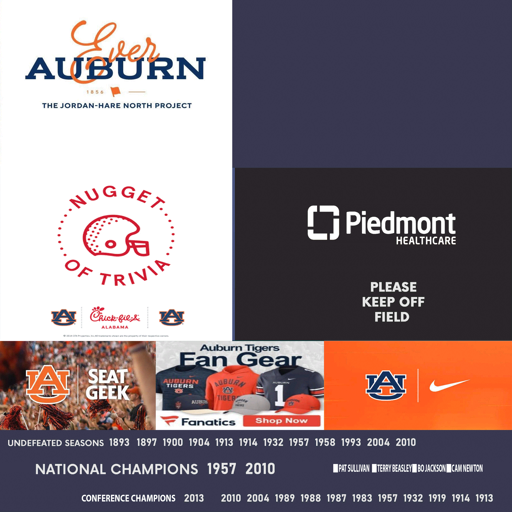 Ever
AUBURN
1856
THE JORDAN-HARE NORTH PROJECT
NUGGET
OF TRIVIA
AU
Chick-fil-A
ALABAMA
AU
Piedmont
HEALTHCARE
PLEASE
KEEP OFF
FIELD
AU
SEAT
GEEK
Auburn Tigers
Fan Gear
AUBURN
TIGERS
AUBURN
TIGERS
1
Fanatics
Shop Now
AU
UNDEFEATED SEASONS 1893 1897 1900 1904 1913 1914 1932 1957 1958 1993 2004 2010
NATIONAL CHAMPIONS 1957 2010
PAT SULLIVAN TERRY BEASLEY BO JACKSON CAM NEWTON
CONFERENCE CHAMPIONS 2013 2010 2004 1989 1988 1987 1983 1957 1932 1919 1914 1913